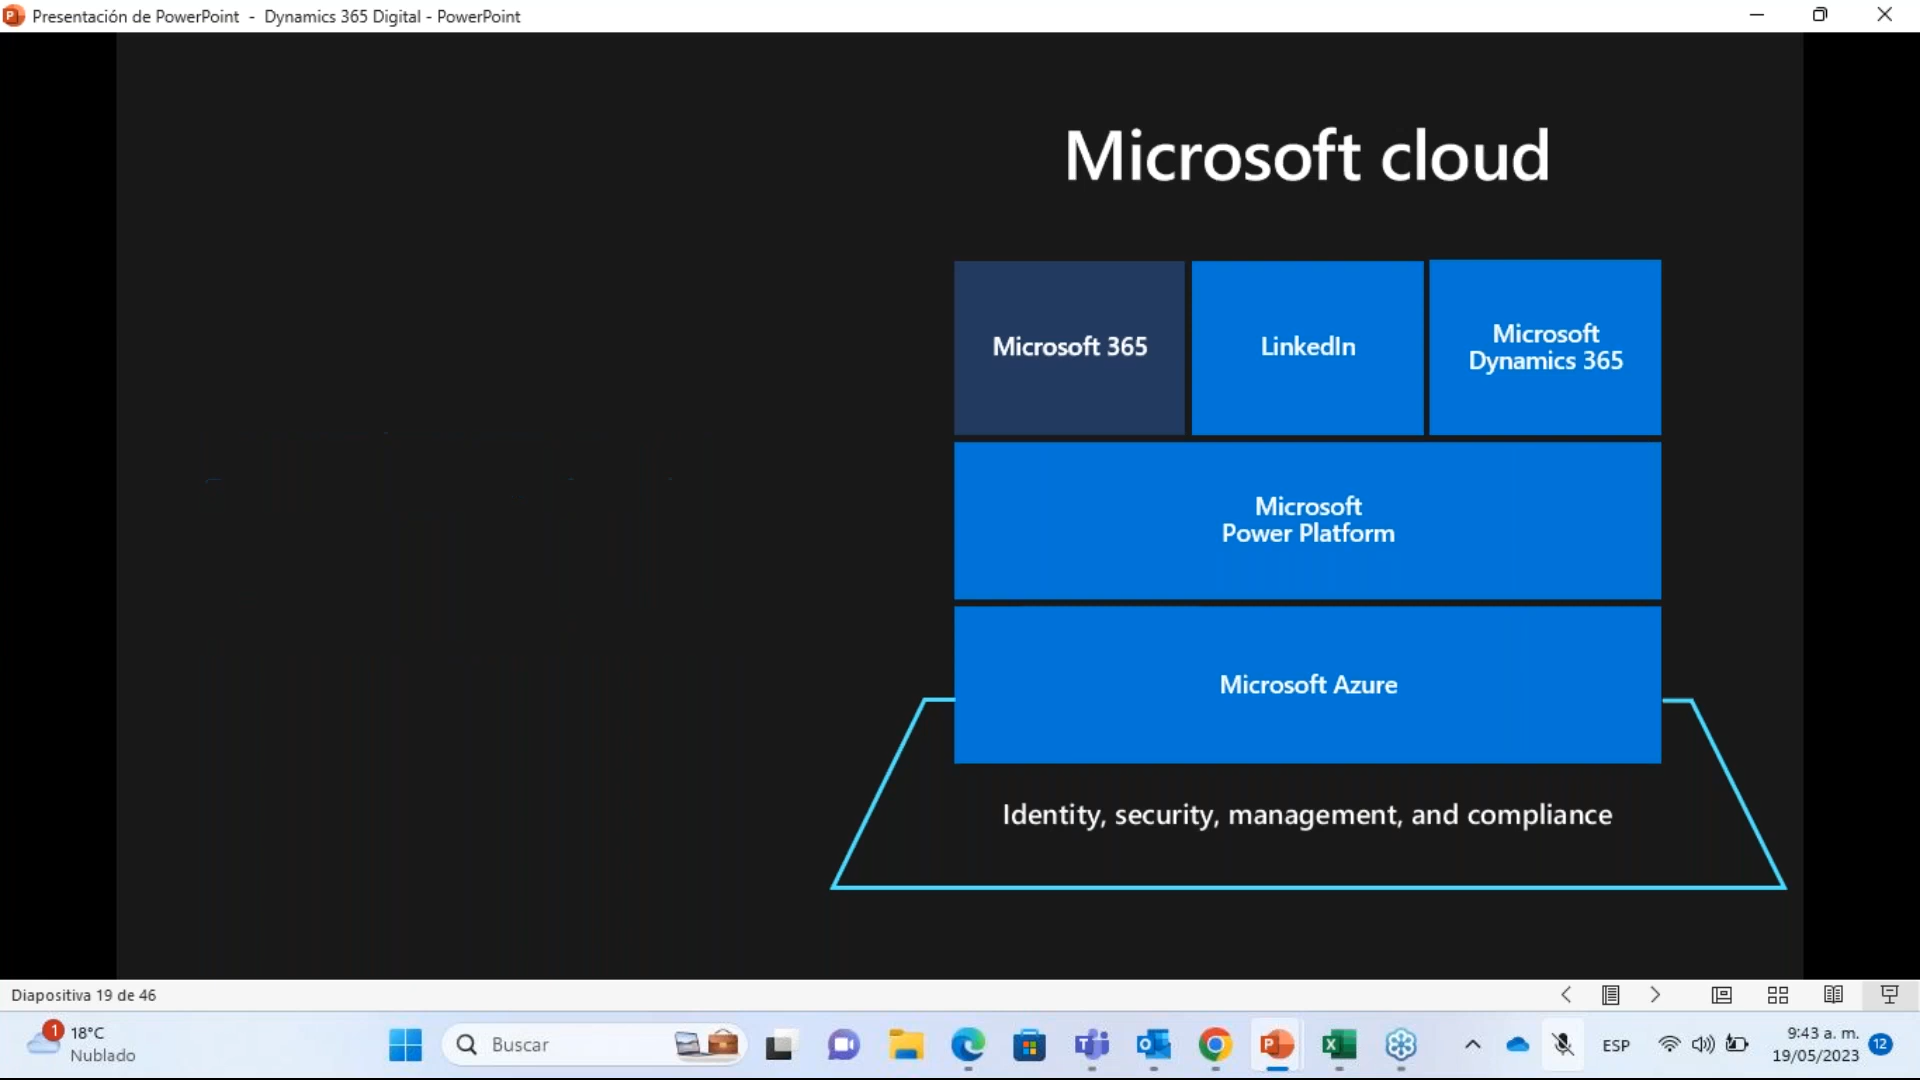 Presentación de PowerPoint - Dynamics 365 Digital - PowerPoint
Microsoft cloud
Microsoft 365
LinkedIn
Microsoft
Dynamics 365
Microsoft
Power Platform
Microsoft Azure
Identity, security, management, and compliance
Diapositiva 19 de 46
1
18°C
Nublado
Buscar
ESP
9:43 a. m.
19/05/2023
12